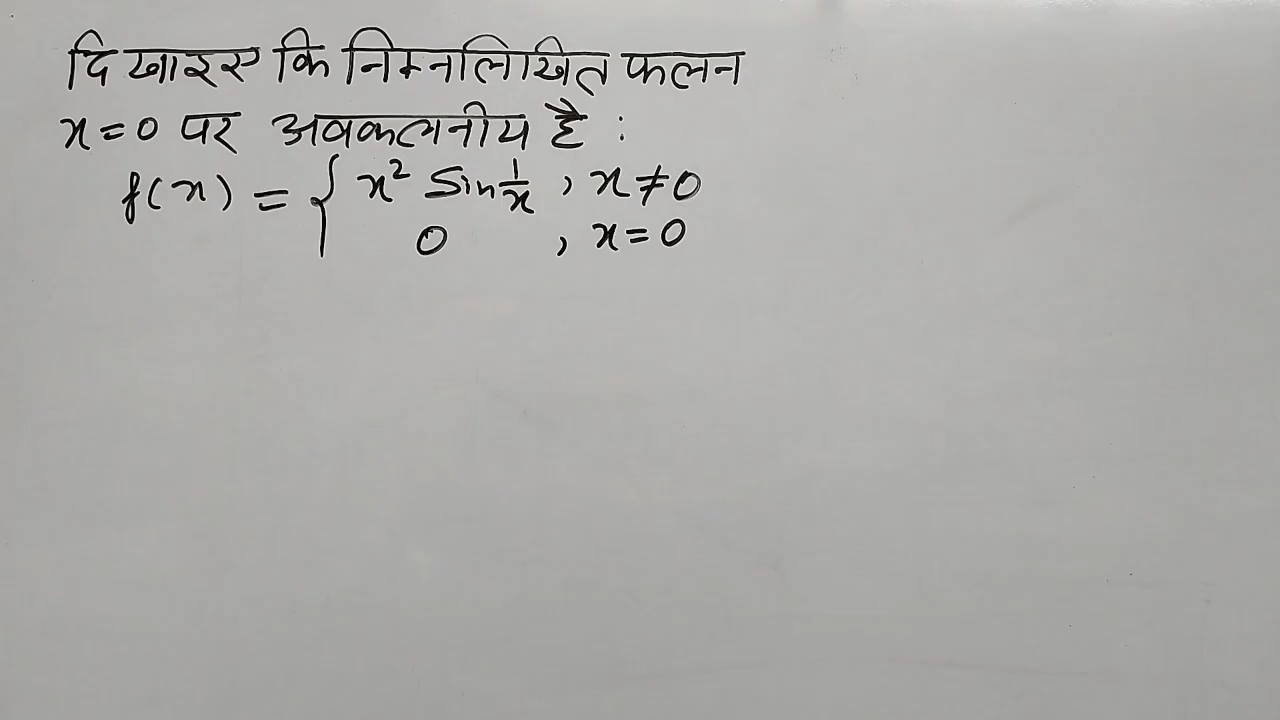 दिखाइए कि निम्नलिखित फलन
x=0 पर अवकलनीय है :
f(x) = { x² Sin 1/x , x≠0
0 , x=0